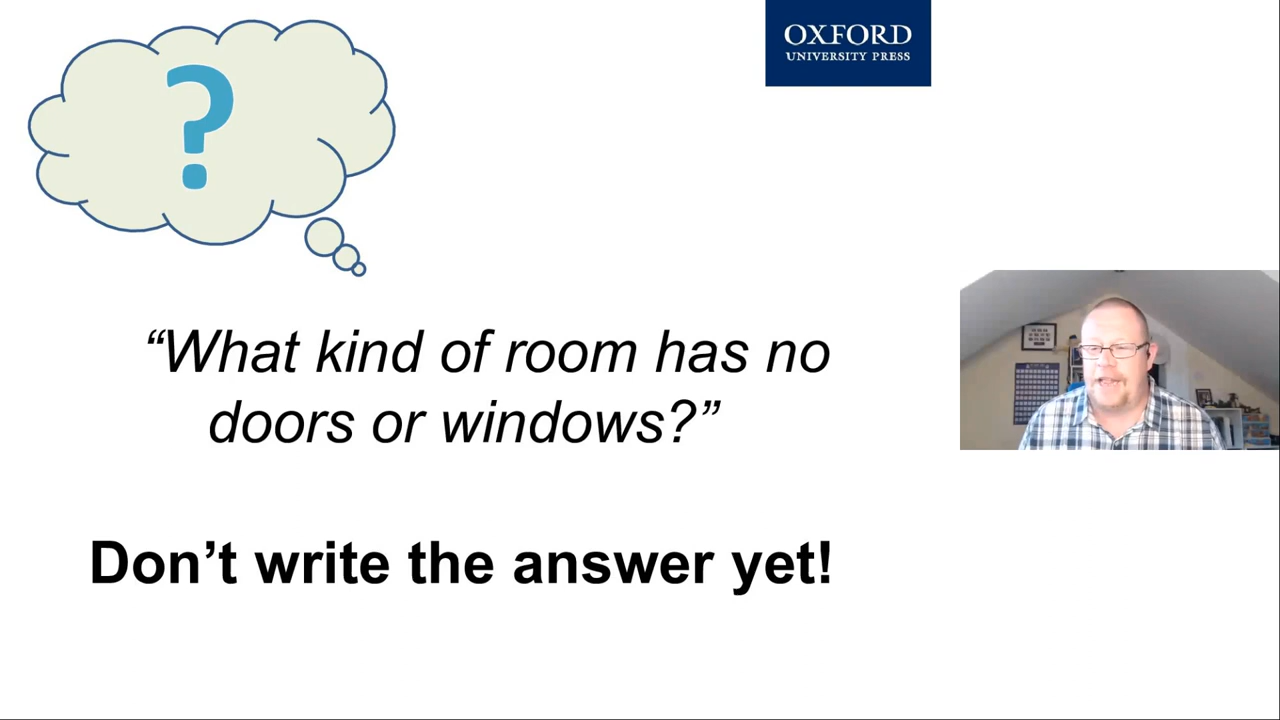 ?
OXFORD
UNIVERSITY PRESS
“What kind of room has no
doors or windows?”
Don’t write the answer yet!